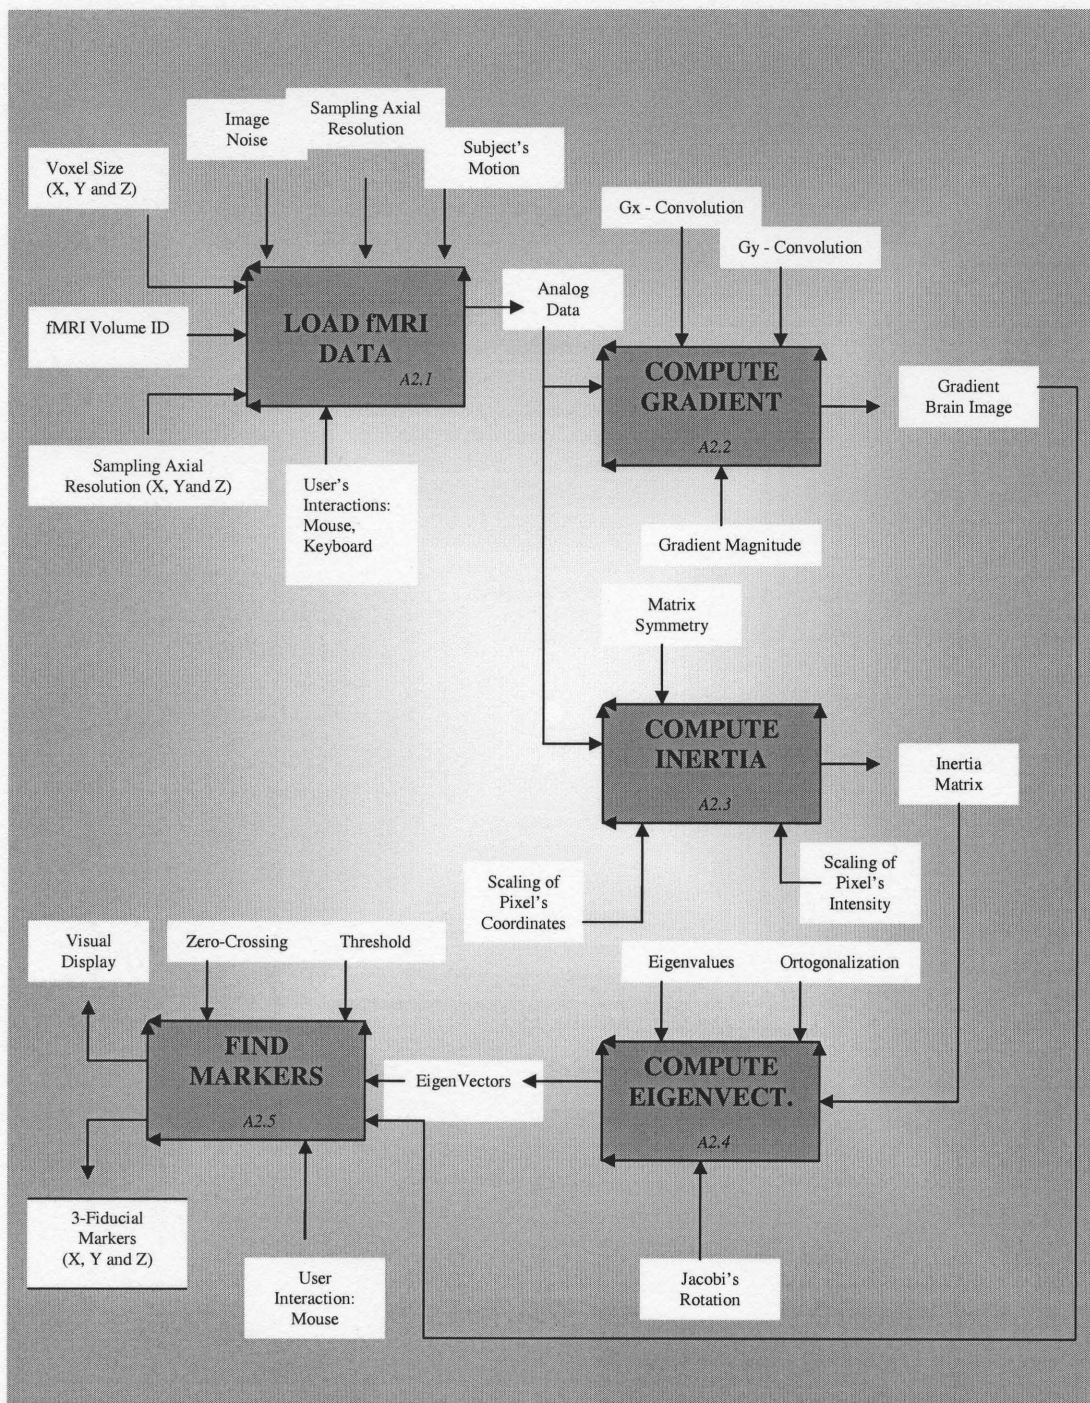 Image
Noise
Sampling Axial
Resolution
Subject's
Motion
Voxel Size
(X, Y and Z)
Gx - Convolution
Gy - Convolution
fMRI Volume ID
LOAD fMRI
DATA
A2.1
Analog
Data
COMPUTE
GRADIENT
A2.2
Gradient
Brain Image
Sampling Axial
Resolution (X, Yand Z)
User's
Interactions:
Mouse,
Keyboard
Gradient Magnitude
Matrix
Symmetry
COMPUTE
INERTIA
A2.3
Inertia
Matrix
Scaling of
Pixel's
Coordinates
Scaling of
Pixel's
Intensity
Visual
Display
Zero-Crossing
Threshold
Eigenvalues
Ortogonalization
FIND
MARKERS
A2.5
EigenVectors
COMPUTE
EIGENVECT.
A2.4
3-Fiducial
Markers
(X, Y and Z)
User
Interaction:
Mouse
Jacobi's
Rotation